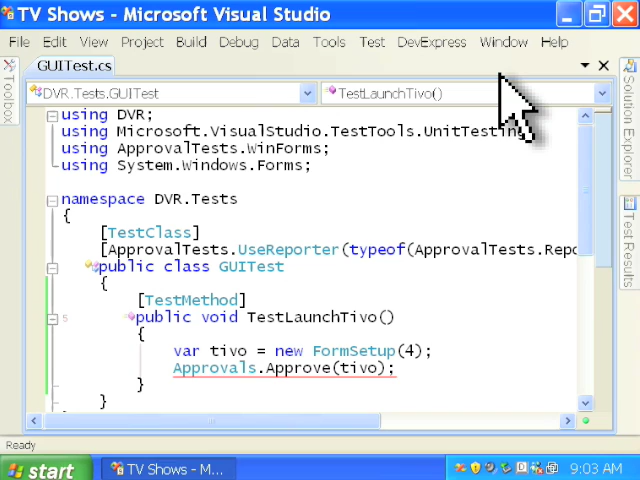 TV Shows - Microsoft Visual Studio
File Edit View Project Build Debug Data Tools Test DevExpress Window Help
GUITest.cs
DVR.Tests.GUITest
TestLaunchTivo()
Toolbox
Solution Explorer
Test Results
using DVR;
using Microsoft.VisualStudio.TestTools.UnitTesting
using ApprovalTests.WinForms;
using System.Windows.Forms;
namespace DVR.Tests
{
[TestClass]
[ApprovalTests.UseReporter(typeof(ApprovalTests.Repo
public class GUITest
{
[TestMethod]
5
public void TestLaunchTivo()
{
var tivo = new FormSetup(4);
Approvals.Approve(tivo);
}
}
Ready
start
TV Shows - M...
9:03 AM